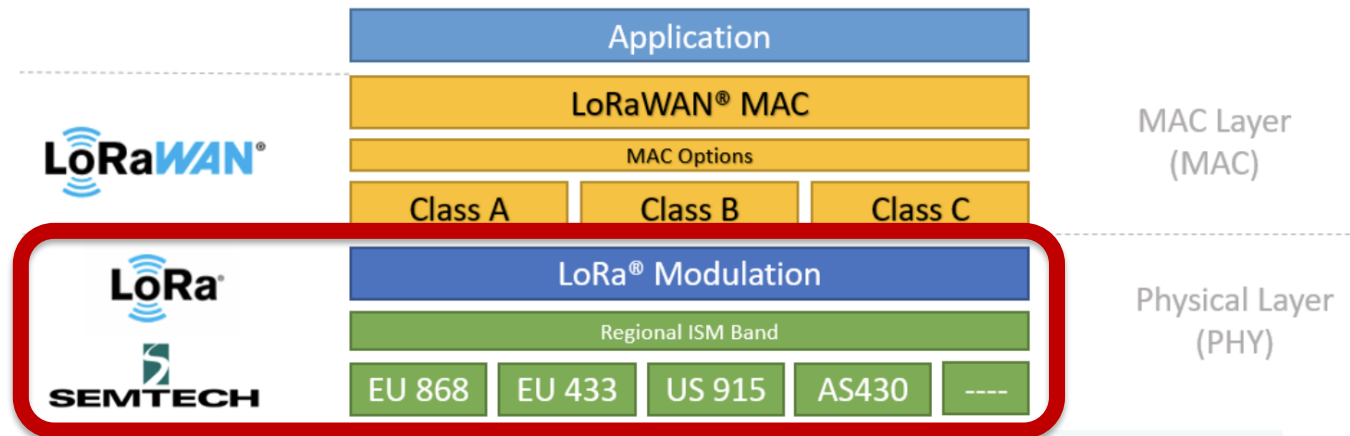 Application
LoRaWAN® MAC
MAC Layer
(MAC)
LoRaWAN®
MAC Options
Class A
Class B
Class C
LoRa®
LoRa® Modulation
Physical Layer
(PHY)
Regional ISM Band
SEMTECH
EU 868
EU 433
US 915
AS430
----